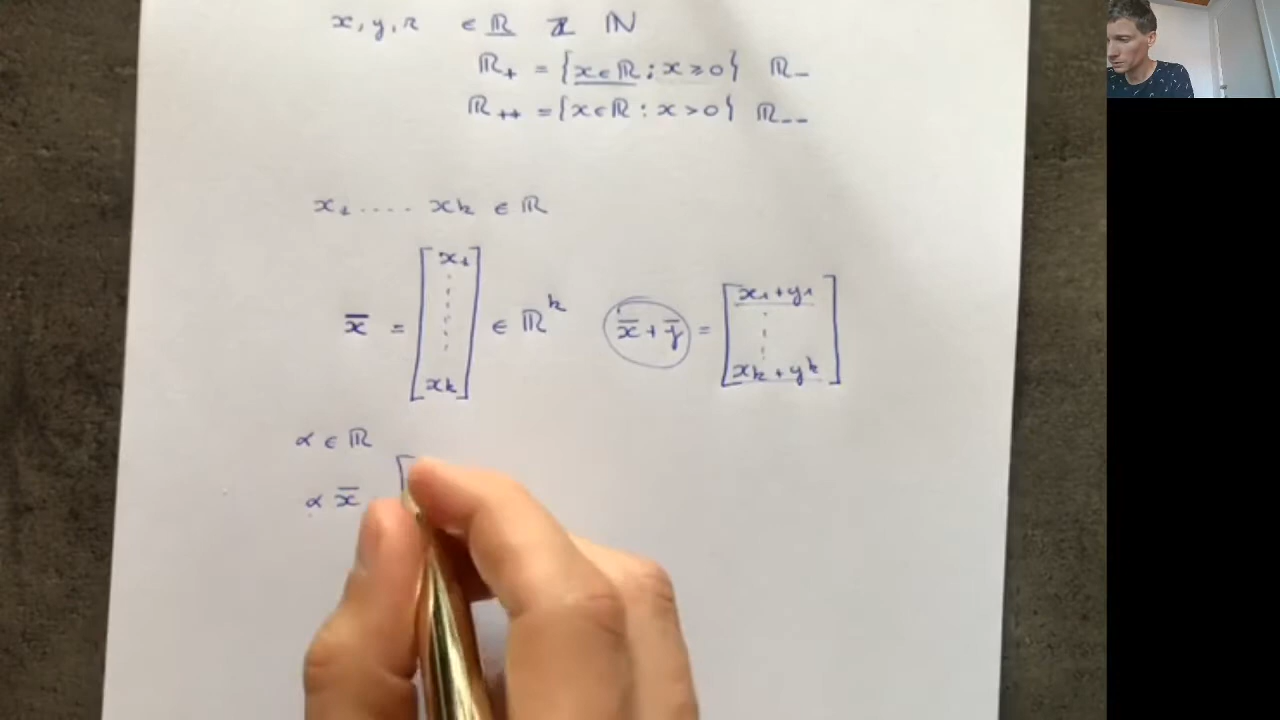 x, y, z ∈ ℝ ℤ ℕ
ℝ₊ = {x∈ℝ : x ≥ 0} ℝ₋
ℝ₊₊ = {x∈ℝ : x > 0} ℝ₋₋
x₁ .... xₖ ∈ ℝ
x̄ = [x₁ ⋮ xₖ] ∈ ℝᵏ x̄ + ȳ = [x₁+y₁ ⋮ xₖ+yₖ]
α ∈ ℝ
α x̄ [